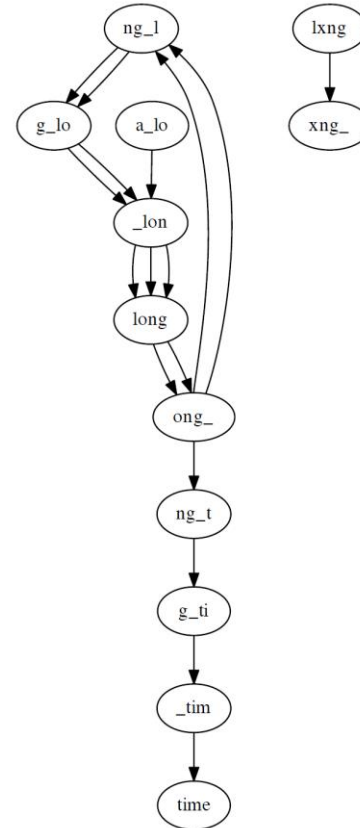 ng_l lxng
g_lo a_lo xng_
_lon
long
ong_
ng_t
g_ti
_tim
time